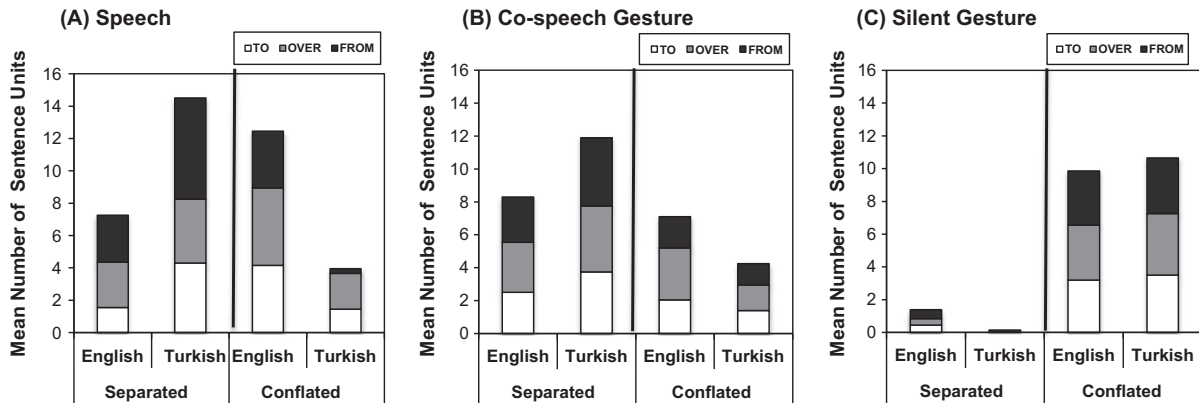 (A) Speech
TO OVER FROM
Mean Number of Sentence Units
16
14
12
10
8
6
4
2
0
English Turkish English Turkish
Separated Conflated
(B) Co-speech Gesture
TO OVER FROM
Mean Number of Sentence Units
16
14
12
10
8
6
4
2
0
English Turkish English Turkish
Separated Conflated
(C) Silent Gesture
TO OVER FROM
Mean Number of Sentence Units
16
14
12
10
8
6
4
2
0
English Turkish English Turkish
Separated Conflated